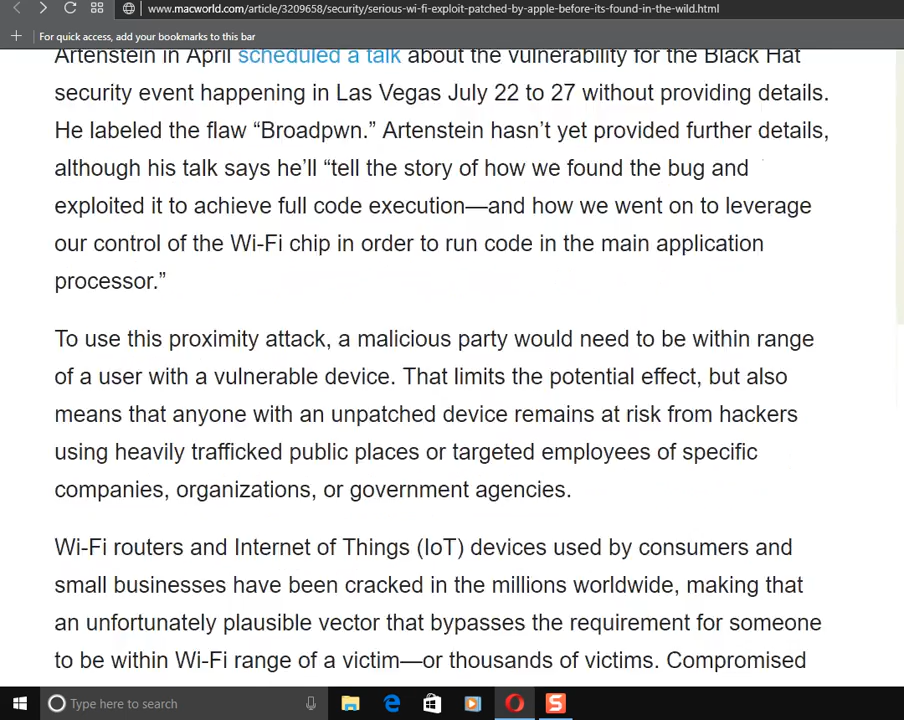 www.macworld.com/article/3209658/security/serious-wi-fi-exploit-patched-by-apple-before-its-found-in-the-wild.html
For quick access, add your bookmarks to this bar
Artenstein in April scheduled a talk about the vulnerability for the Black Hat
security event happening in Las Vegas July 22 to 27 without providing details.
He labeled the flaw “Broadpwn.” Artenstein hasn’t yet provided further details,
although his talk says he’ll “tell the story of how we found the bug and
exploited it to achieve full code execution—and how we went on to leverage
our control of the Wi-Fi chip in order to run code in the main application
processor.”
To use this proximity attack, a malicious party would need to be within range
of a user with a vulnerable device. That limits the potential effect, but also
means that anyone with an unpatched device remains at risk from hackers
using heavily trafficked public places or targeted employees of specific
companies, organizations, or government agencies.
Wi-Fi routers and Internet of Things (IoT) devices used by consumers and
small businesses have been cracked in the millions worldwide, making that
an unfortunately plausible vector that bypasses the requirement for someone
to be within Wi-Fi range of a victim—or thousands of victims. Compromised
Type here to search